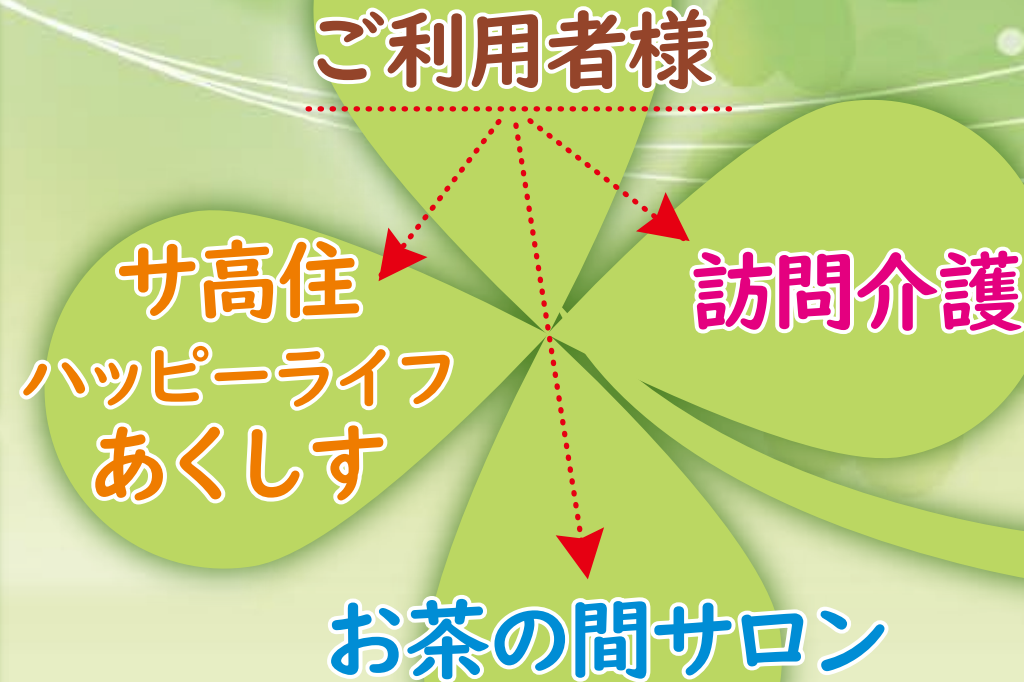 ご利用者様
サ高住
ハッピーライフ
あくしす
訪問介護
お茶の間サロン